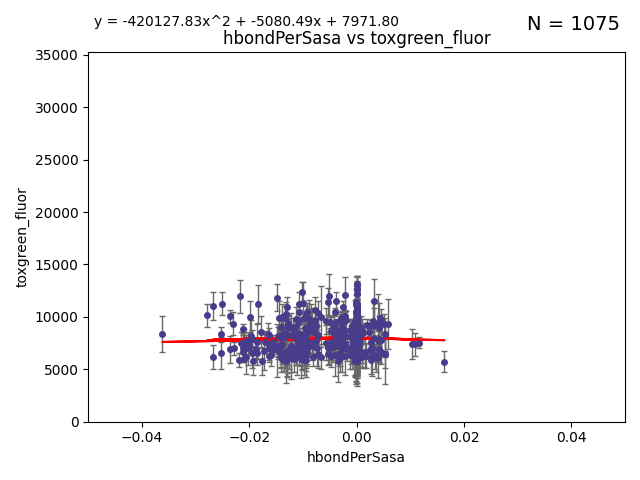 y = -420127.83x^2 + -5080.49x + 7971.80
N = 1075
hbondPerSasa vs toxgreen_fluor
35000
30000
25000
20000
15000
10000
5000
0
toxgreen_fluor
−0.04
−0.02
0.00
0.02
0.04
hbondPerSasa